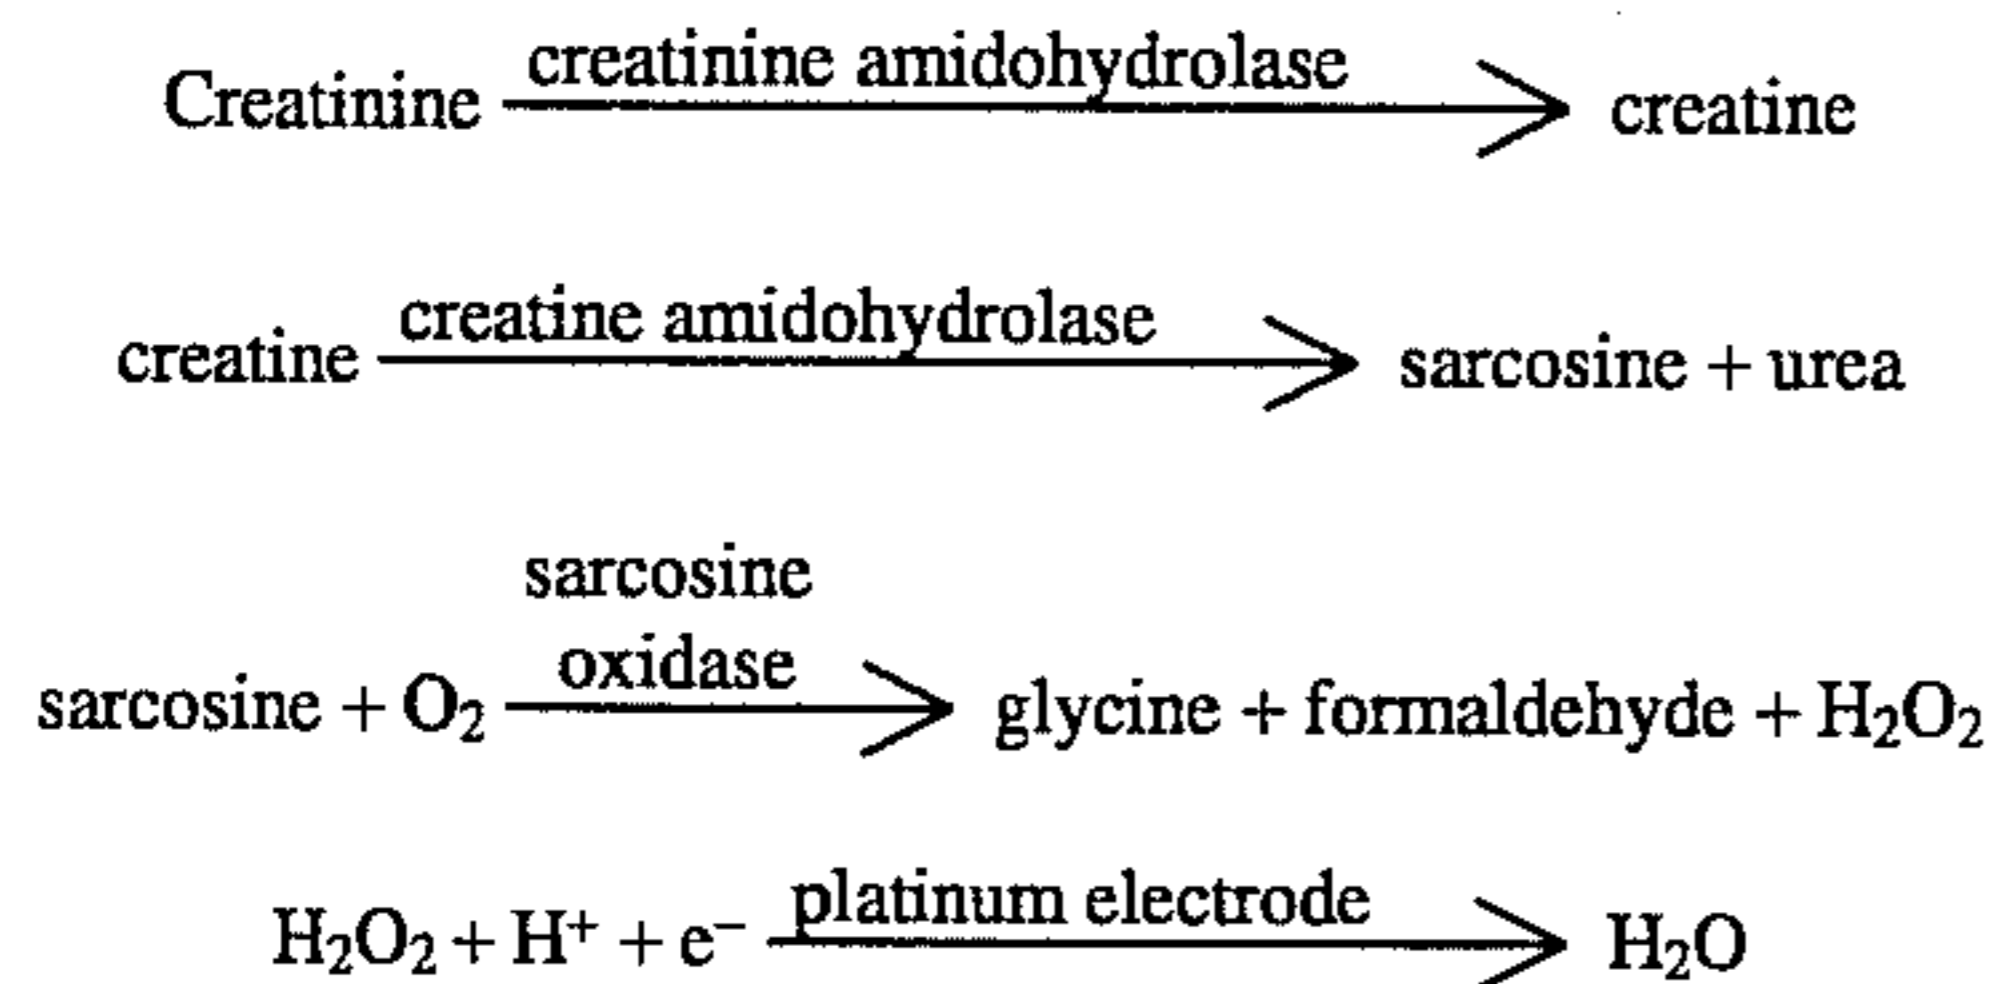 creatinine amidohydrolase
Creatinine → creatine
creatine amidohydrolase
creatine → sarcosine + urea
sarcosine
oxidase
sarcosine + O₂ → glycine + formaldehyde + H₂O₂
platinum electrode
H₂O₂ + H⁺ + e⁻ → H₂O